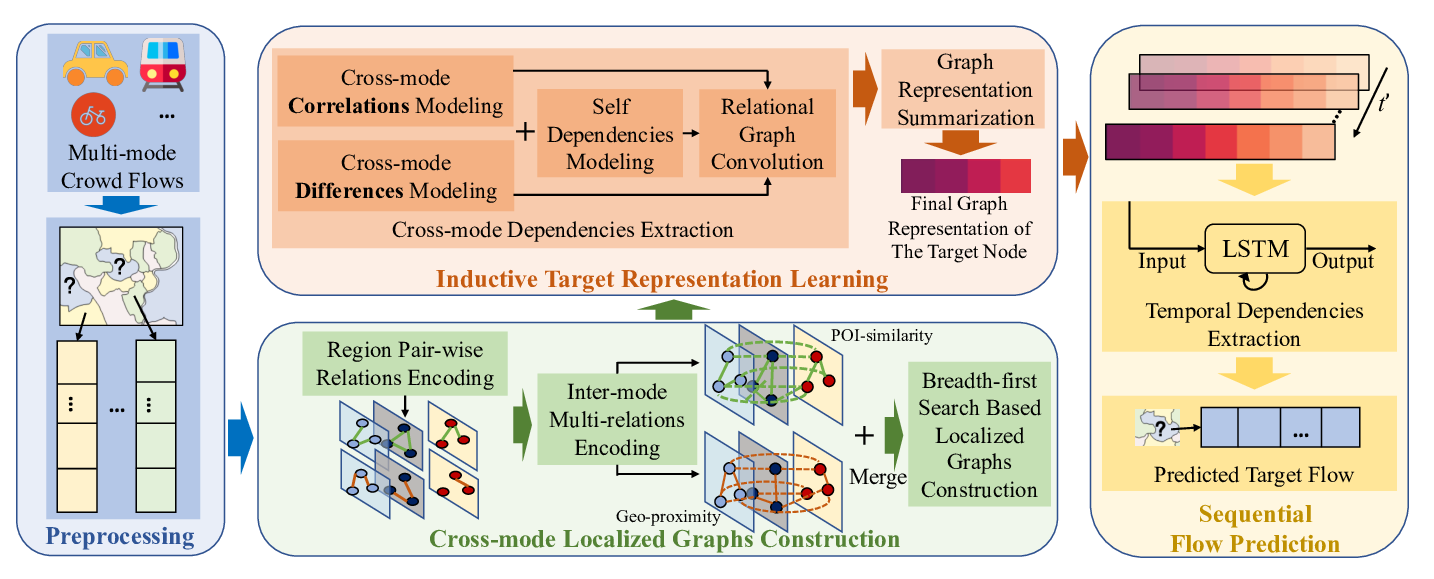 ...
Multi-mode
Crowd Flows
?
?
...
...
...
Preprocessing
Cross-mode
Correlations Modeling
+
Cross-mode
Differences Modeling
Self
Dependencies
Modeling
Relational
Graph
Convolution
Cross-mode Dependencies Extraction
Graph
Representation
Summarization
Final Graph
Representation of
The Target Node
Inductive Target Representation Learning
Region Pair-wise
Relations Encoding
Inter-mode
Multi-relations
Encoding
POI-similarity
Geo-proximity
+
Merge
Breadth-first
Search Based
Localized
Graphs
Construction
Cross-mode Localized Graphs Construction
t'
Input
LSTM
Output
Temporal Dependencies
Extraction
?
...
Predicted Target Flow
Sequential
Flow Prediction